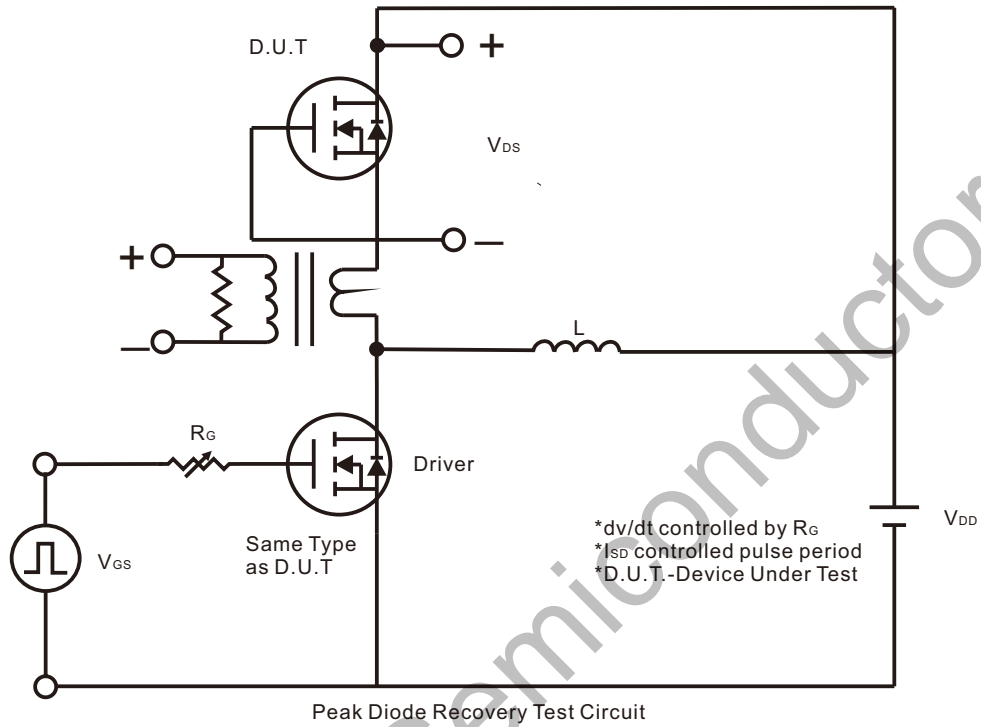 D.U.T
+
VDS
—
+
—
L
RG
Driver
VGS
Same Type
as D.U.T
*dv/dt controlled by RG
*ISD controlled pulse period
*D.U.T.-Device Under Test
VDD
Peak Diode Recovery Test Circuit
Semiconductor